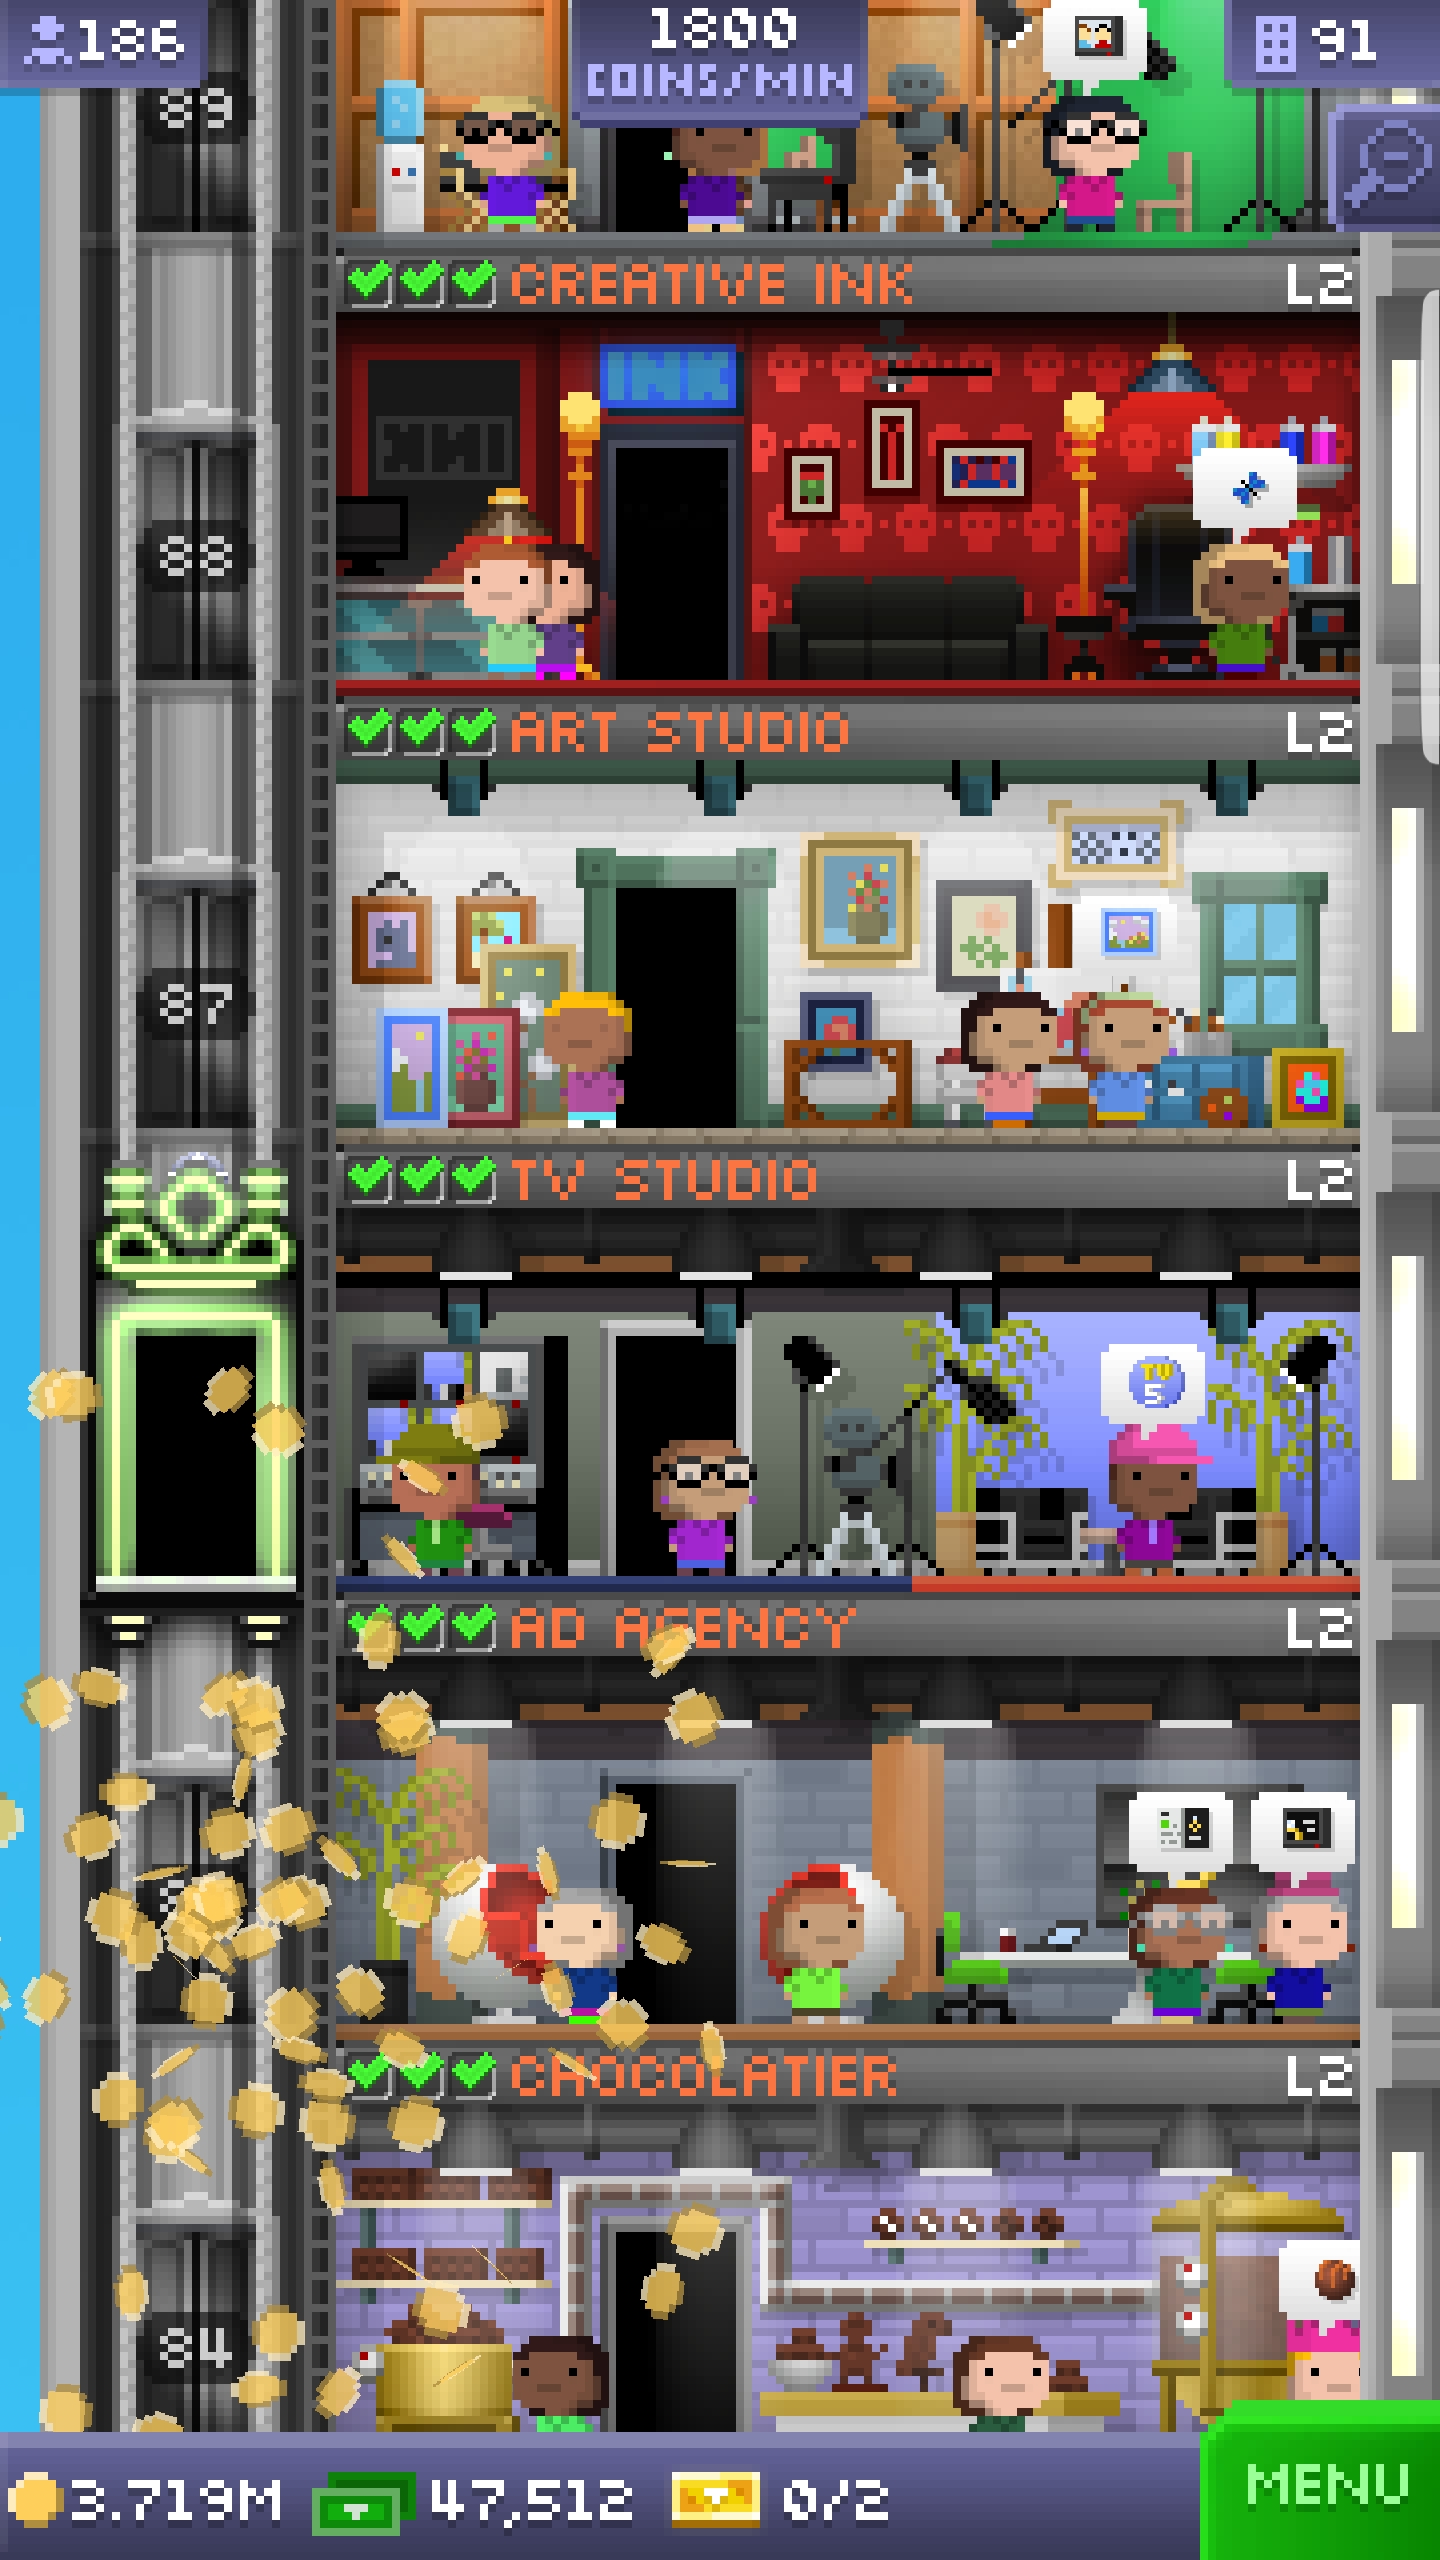 186
1800
COINS/MIN
91
89
CREATIVE INK L2
INK
88
ART STUDIO L2
87
TV STUDIO L2
TV
5
AD AGENCY L2
CHOCOLATIER L2
84
3.719M 47,512 0/2 MENU